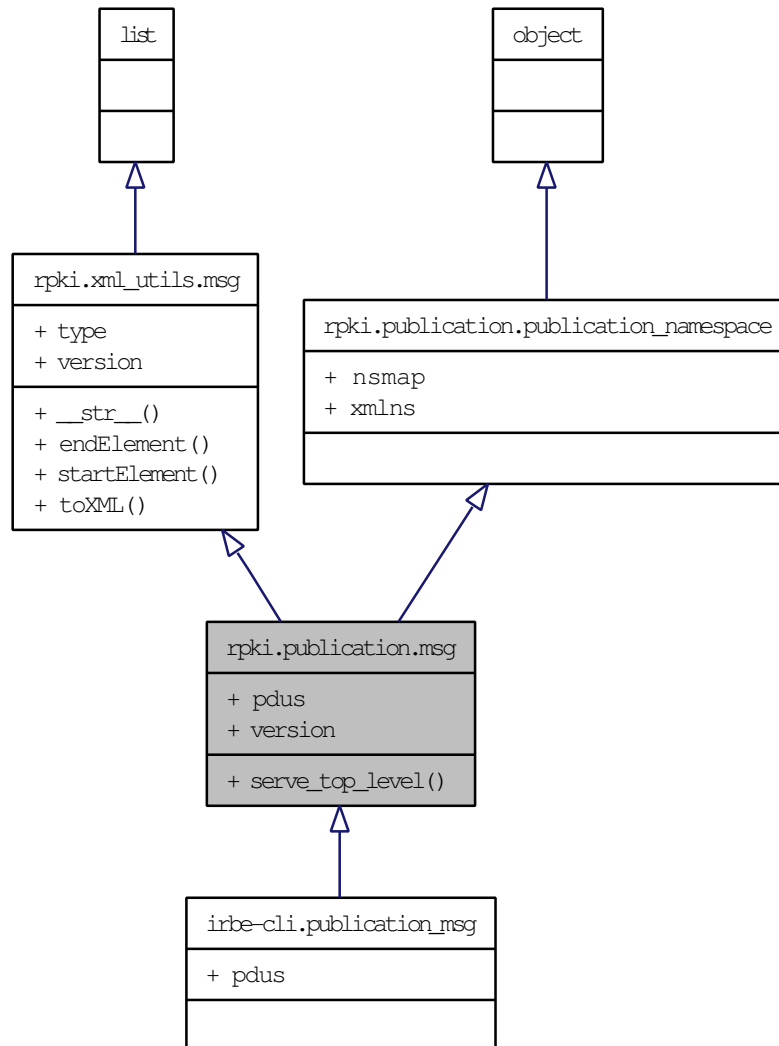 list
object
rpki.xml_utils.msg
+ type
+ version
+ __str__()
+ endElement()
+ startElement()
+ toXML()
rpki.publication.publication_namespace
+ nsmap
+ xmlns
rpki.publication.msg
+ pdus
+ version
+ serve_top_level()
irbe-cli.publication_msg
+ pdus